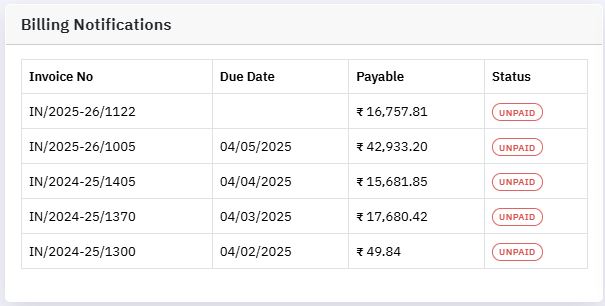 Billing Notifications
Invoice No Due Date Payable Status
IN/2025-26/1122 ₹ 16,757.81 UNPAID
IN/2025-26/1005 04/05/2025 ₹ 42,933.20 UNPAID
IN/2024-25/1405 04/04/2025 ₹ 15,681.85 UNPAID
IN/2024-25/1370 04/03/2025 ₹ 17,680.42 UNPAID
IN/2024-25/1300 04/02/2025 ₹ 49.84 UNPAID